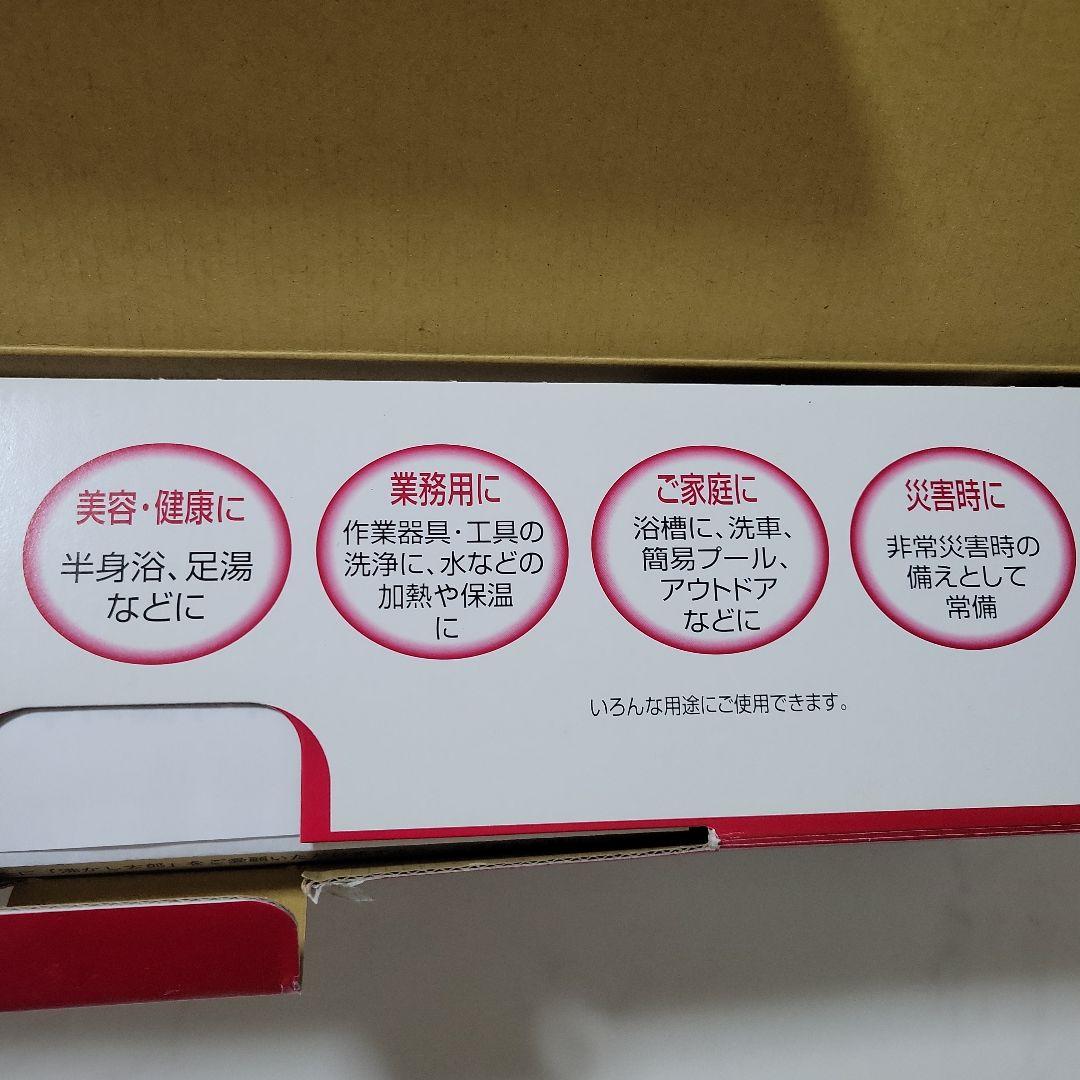 美容・健康に
半身浴、足湯
などに
業務用に
作業器具・工具の
洗浄に、水などの
加熱や保温
に
ご家庭に
浴槽に、洗車、
簡易プール、
アウトドア
などに
災害時に
非常災害時の
備えとして
常備
いろんな用途にご使用できます。